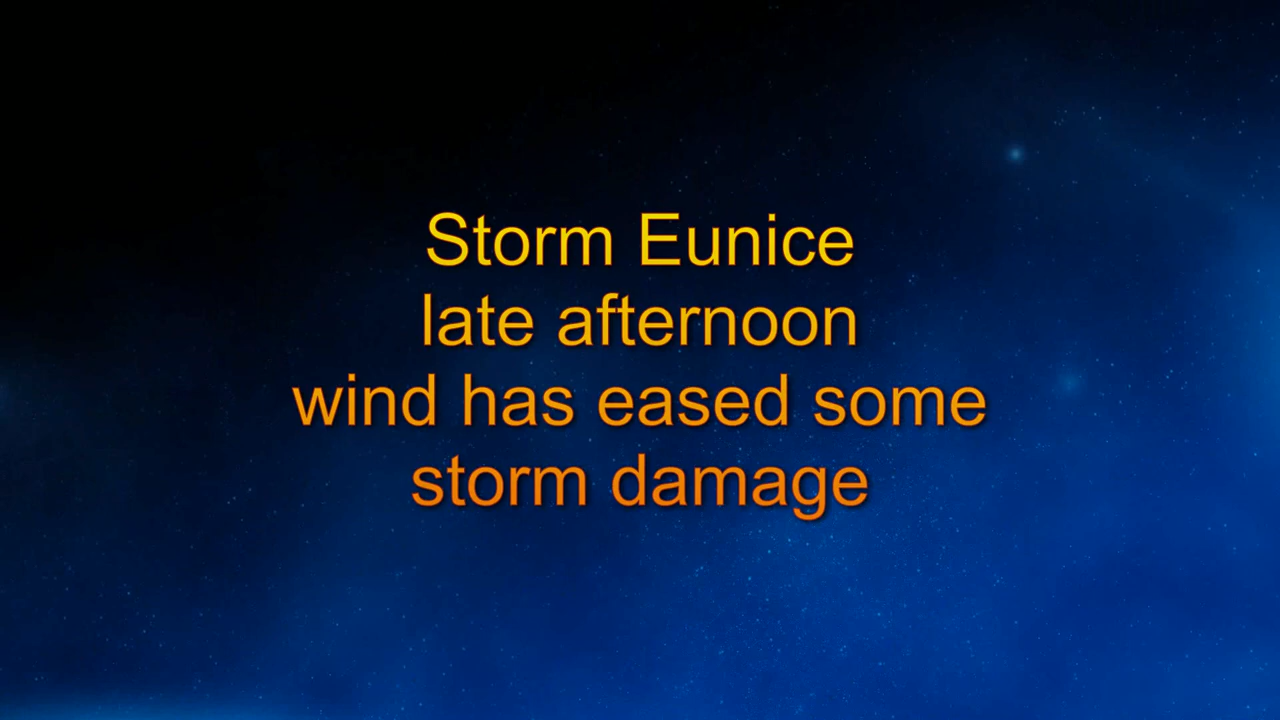 Storm Eunice
late afternoon
wind has eased some
storm damage